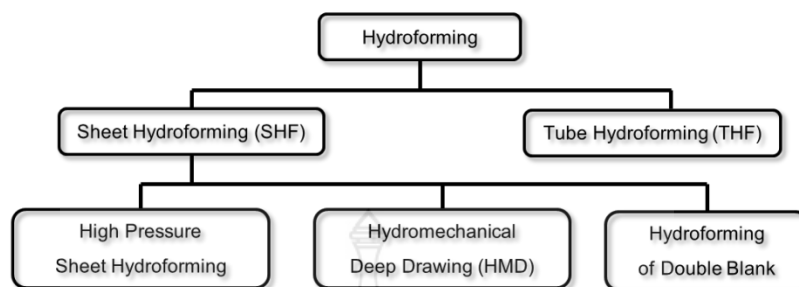 Hydroforming
Sheet Hydroforming (SHF)
Tube Hydroforming (THF)
High Pressure
Sheet Hydroforming
Hydromechanical
Deep Drawing (HMD)
Hydroforming
of Double Blank